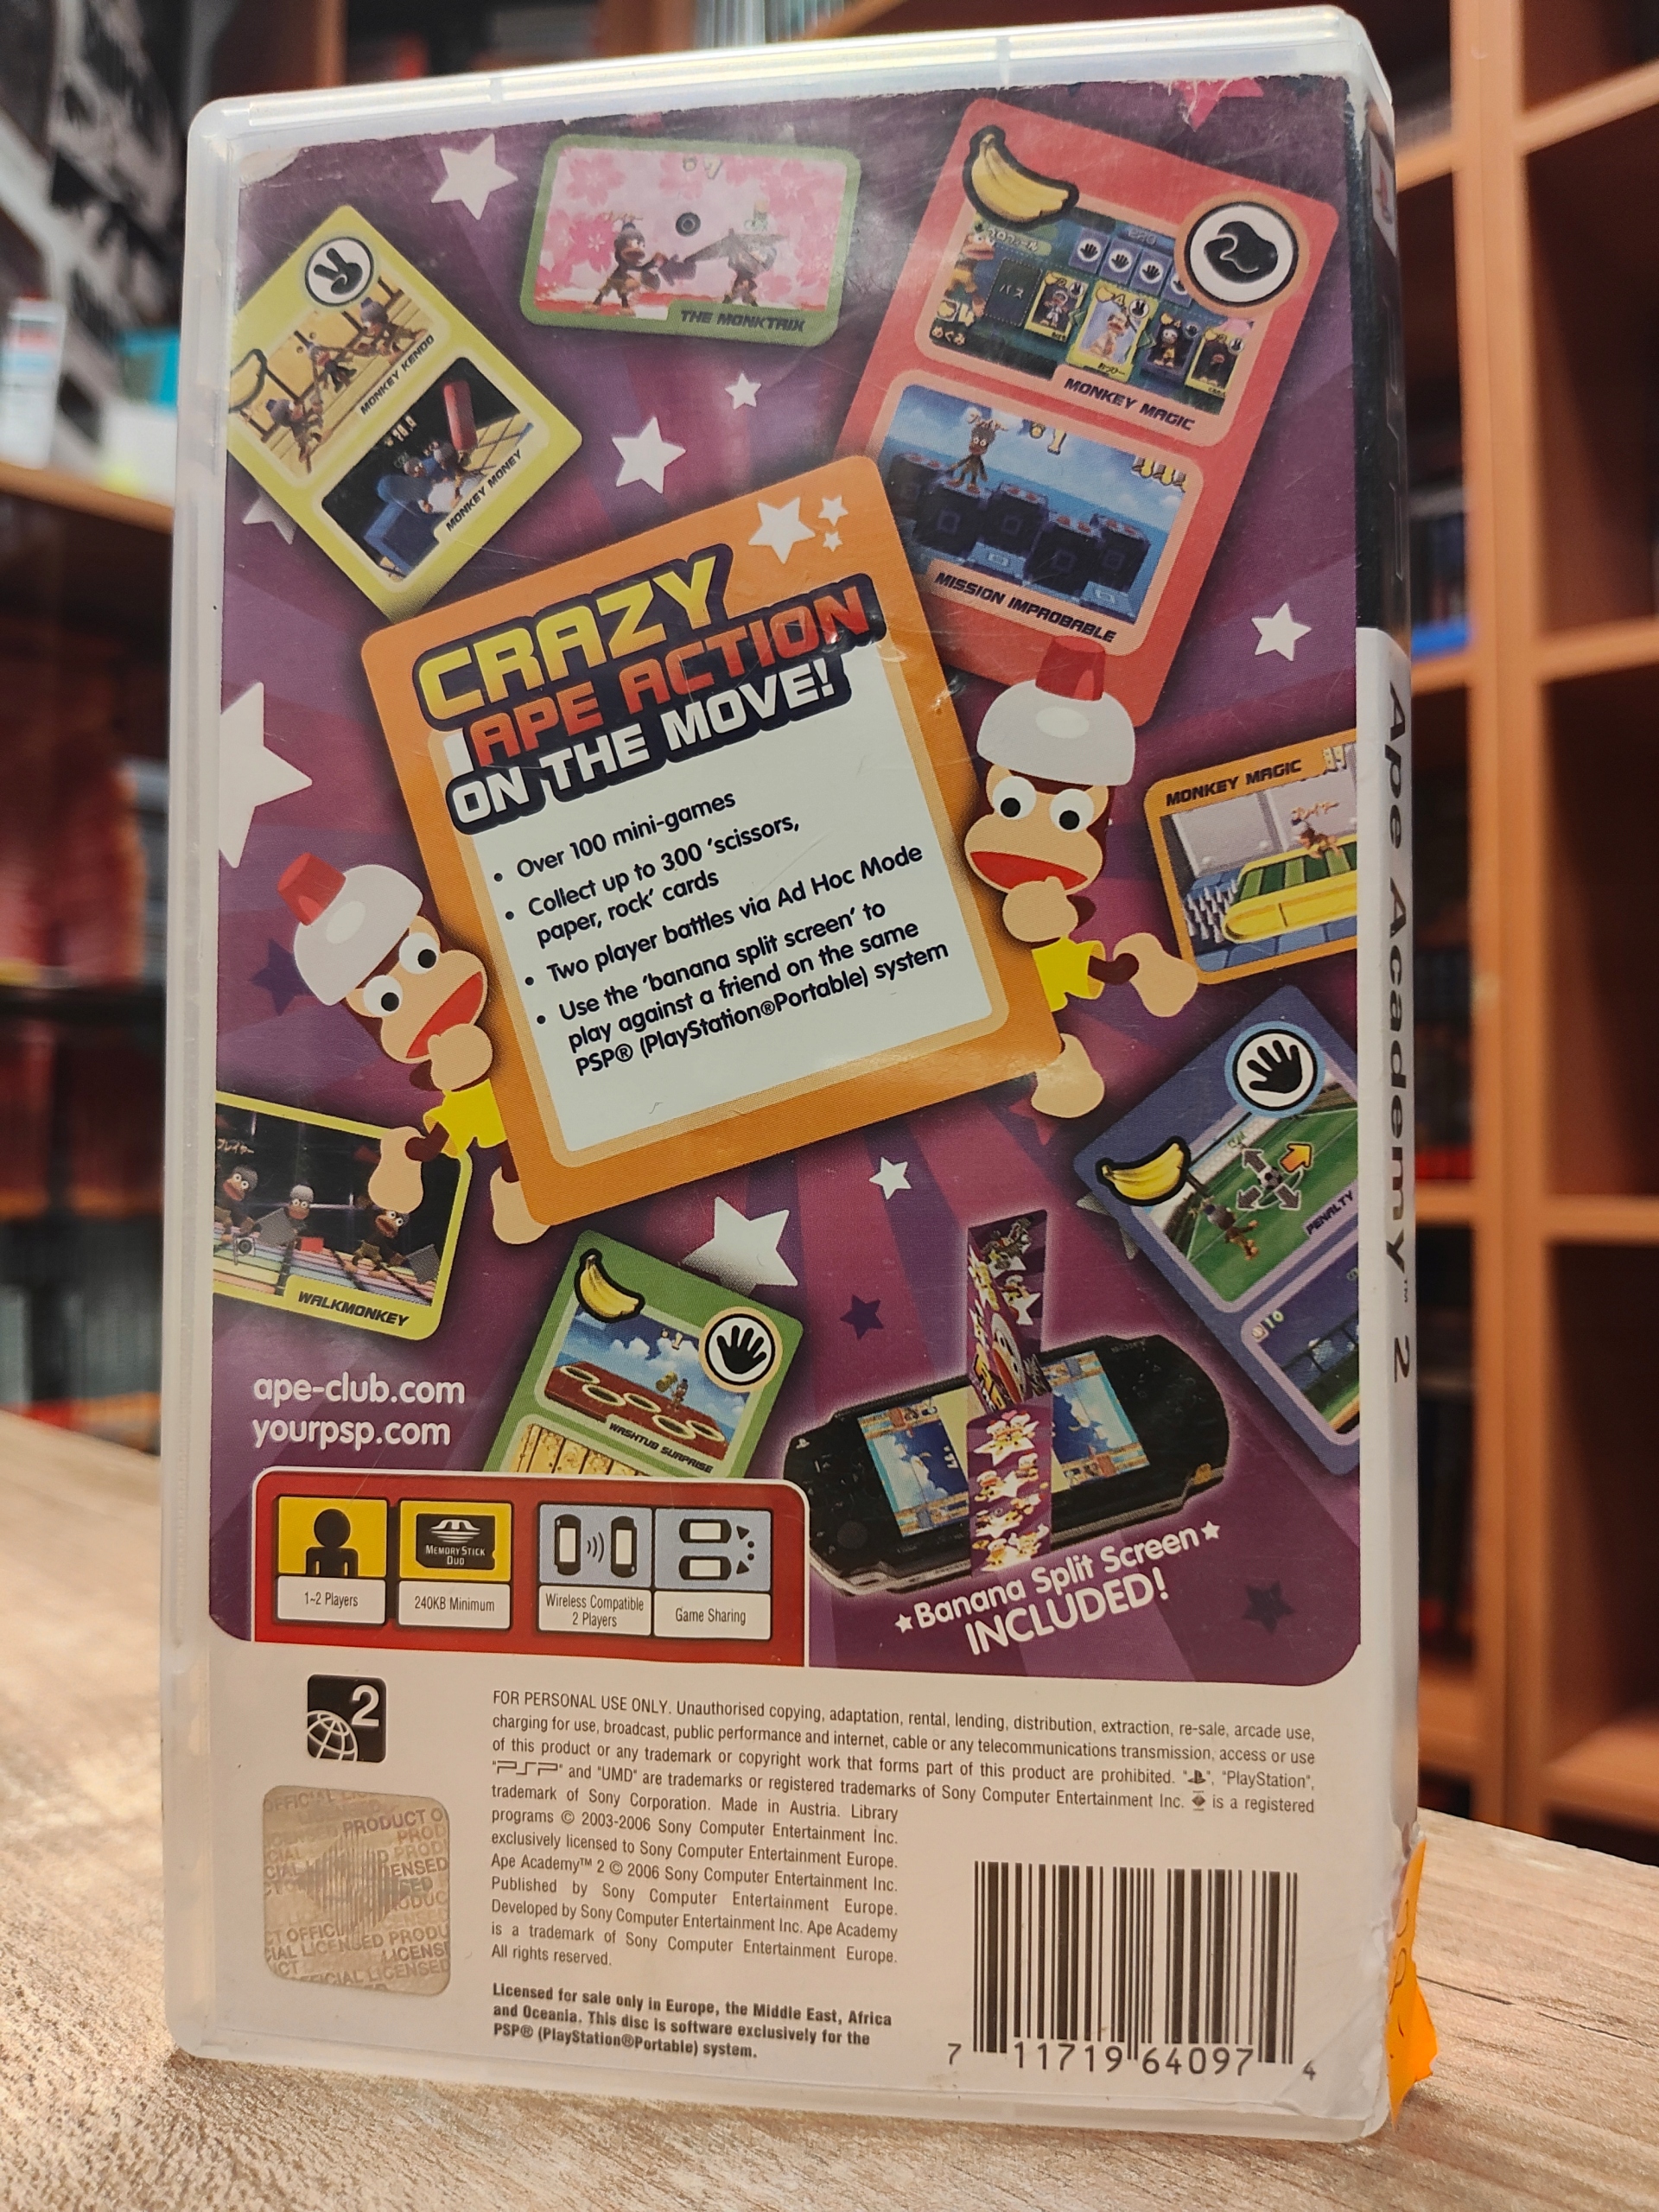 THE MONKTRIX
MONKEY KENDO
MONKEY MONEY
MONKEY MAGIC
MISSION IMPROBABLE
CRAZY
APE ACTION
ON THE MOVE!
• Over 100 mini-games
• Collect up to 300 'scissors,
paper, rock' cards
• Two player battles via Ad Hoc Mode
• Use the 'banana split screen' to
play against a friend on the same
PSP® (PlayStation®Portable) system
MONKEY MAGIC
PENALTY
WALKMONKEY
WASHTUB SURPRISE
ape-club.com
yourpsp.com
SONY
Banana Split Screen
INCLUDED!
MEMORY STICK
DUO
1~2 Players
240KB Minimum
Wireless Compatible
2 Players
Game Sharing
2
FOR PERSONAL USE ONLY. Unauthorised copying, adaptation, rental, lending, distribution, extraction, re-sale, arcade use,
charging for use, broadcast, public performance and internet, cable or any telecommunications transmission, access or use
of this product or any trademark or copyright work that forms part of this product are prohibited. "", "PlayStation",
"PSP" and "UMD" are trademarks or registered trademarks of Sony Computer Entertainment Inc. is a registered
trademark of Sony Corporation. Made in Austria. Library
programs © 2003-2006 Sony Computer Entertainment Inc.
exclusively licensed to Sony Computer Entertainment Europe.
Ape Academy™ 2 © 2006 Sony Computer Entertainment Inc.
Published by Sony Computer Entertainment Europe.
Developed by Sony Computer Entertainment Inc. Ape Academy
is a trademark of Sony Computer Entertainment Europe.
All rights reserved.
Licensed for sale only in Europe, the Middle East, Africa
and Oceania. This disc is software exclusively for the
PSP® (PlayStation®Portable) system.
7 11719 64097 4
Ape Academy™ 2